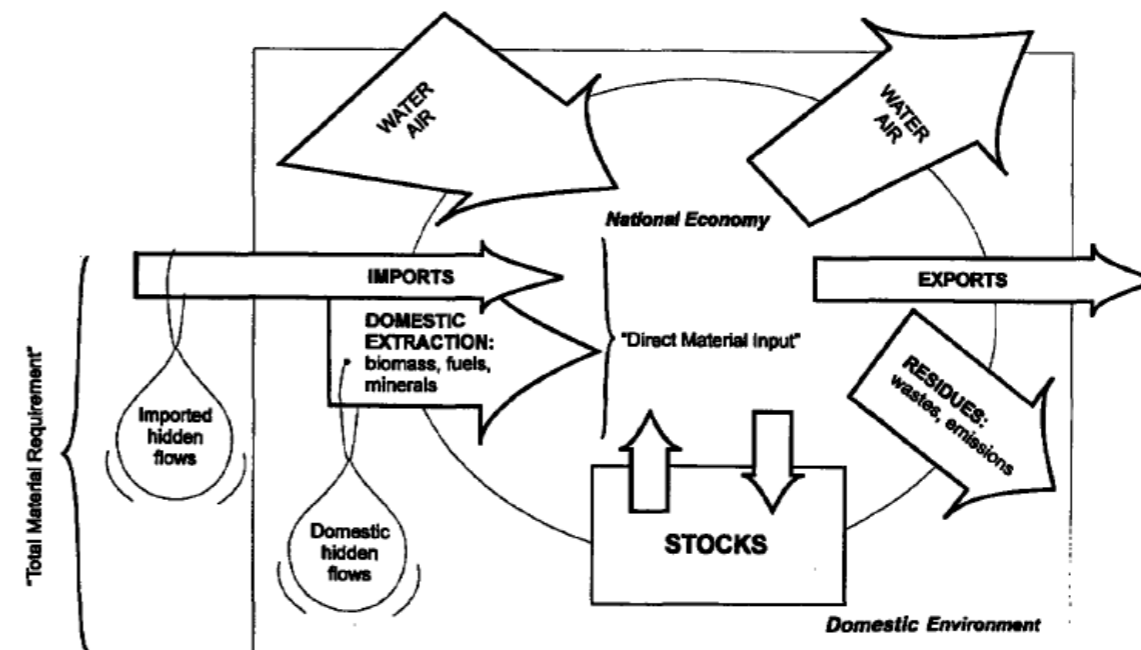 WATER
AIR
WATER
AIR
National Economy
IMPORTS
EXPORTS
DOMESTIC
EXTRACTION:
biomass, fuels,
minerals
"Direct Material Input"
RESIDUES:
wastes, emissions
"Total Material Requirement"
Imported
hidden
flows
Domestic
hidden
flows
STOCKS
Domestic Environment